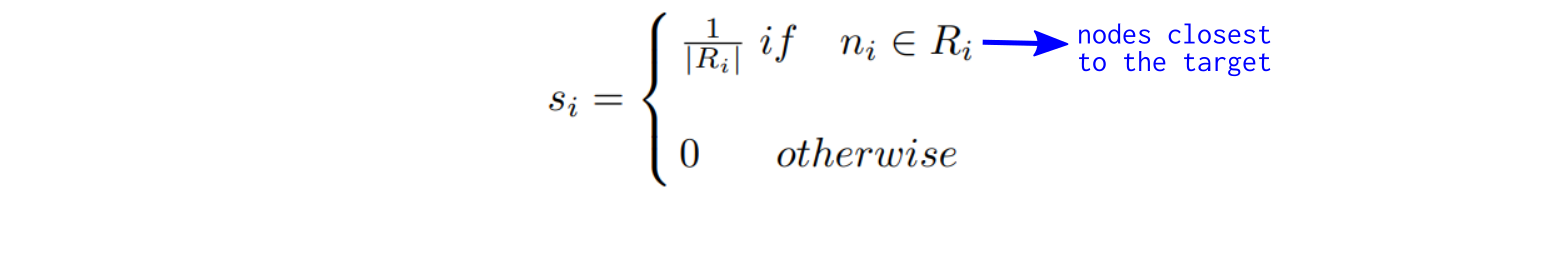 s_i = { 1/|R_i| if n_i ∈ R_i
nodes closest
to the target
0 otherwise